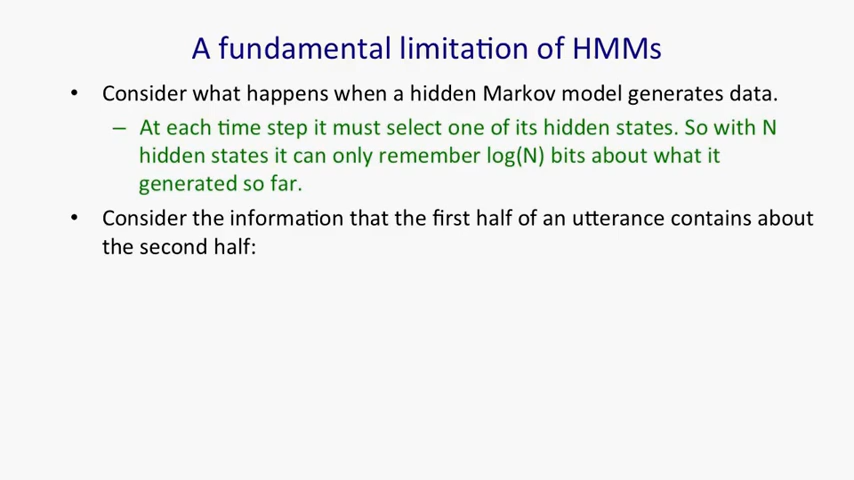 A fundamental limitation of HMMs
• Consider what happens when a hidden Markov model generates data.
– At each time step it must select one of its hidden states. So with N
hidden states it can only remember log(N) bits about what it
generated so far.
• Consider the information that the first half of an utterance contains about
the second half: